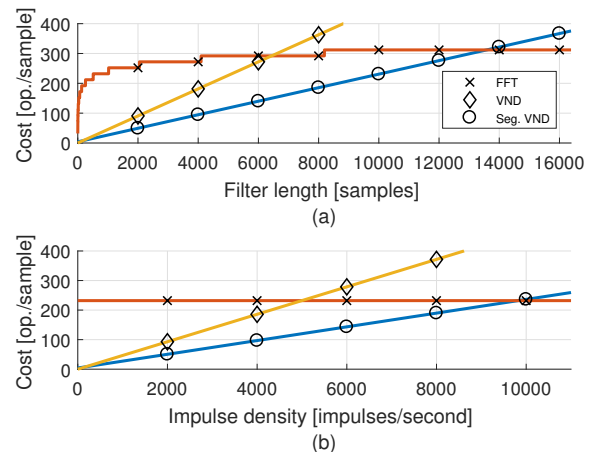 400
300
200
100
0
Cost [op./sample]
FFT
VND
Seg. VND
0 2000 4000 6000 8000 10000 12000 14000 16000
Filter length [samples]
(a)
400
300
200
100
0
Cost [op./sample]
0 2000 4000 6000 8000 10000
Impulse density [impulses/second]
(b)